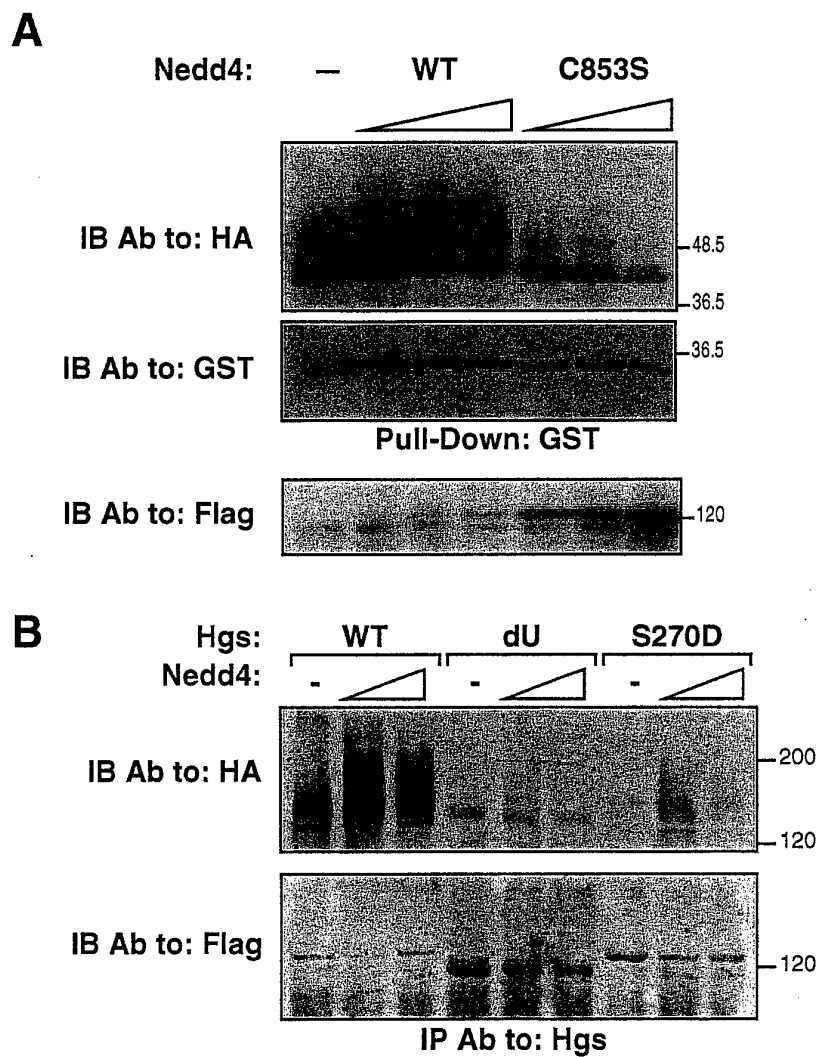 A
Nedd4: — WT C853S
IB Ab to: HA
48.5
36.5
IB Ab to: GST
36.5
Pull-Down: GST
IB Ab to: Flag
120
B
Hgs: WT dU S270D
Nedd4: - - -
IB Ab to: HA
200
120
IB Ab to: Flag
120
IP Ab to: Hgs